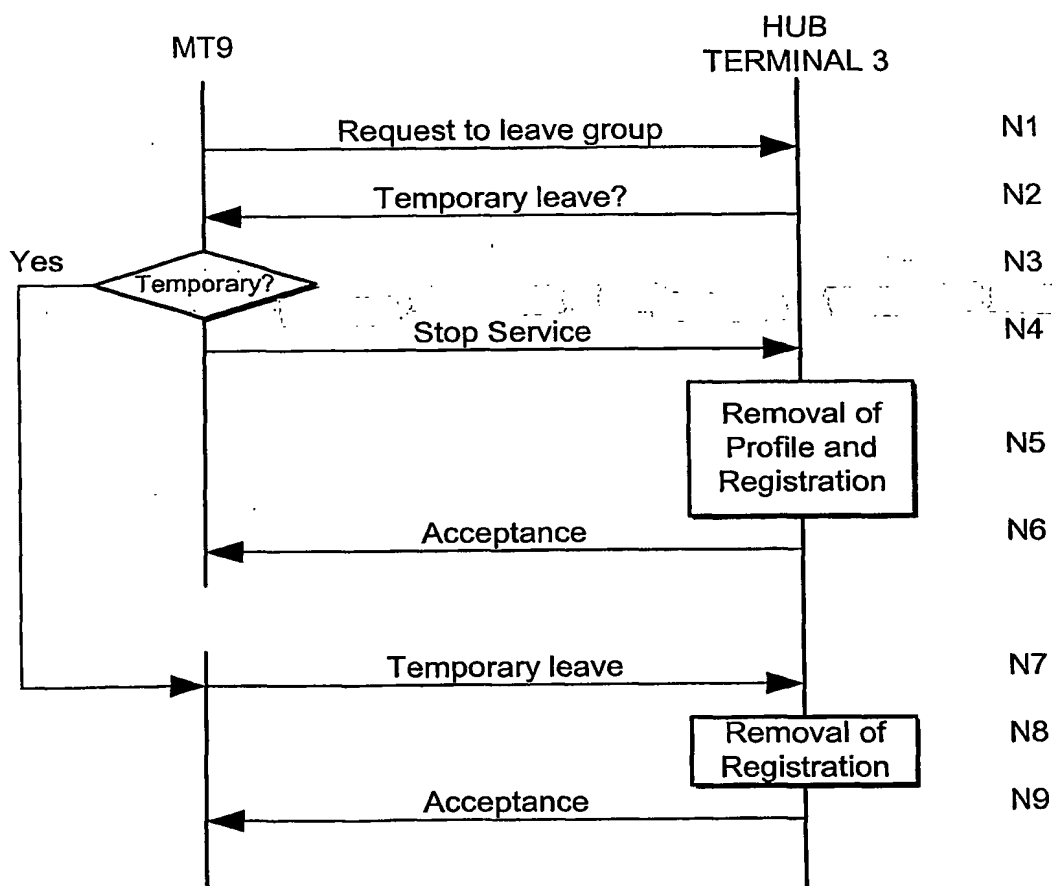 MT9
HUB
TERMINAL 3
Request to leave group
N1
Temporary leave?
N2
Yes
Temporary?
N3
Stop Service
N4
Removal of
Profile and
Registration
N5
Acceptance
N6
Temporary leave
N7
Removal of
Registration
N8
Acceptance
N9